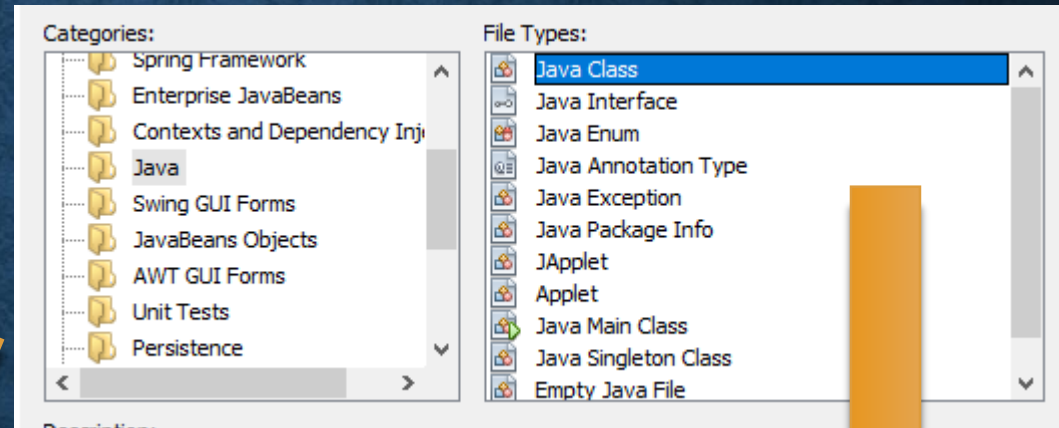 Categories:
Spring Framework
Enterprise JavaBeans
Contexts and Dependency Inj
Java
Swing GUI Forms
JavaBeans Objects
AWT GUI Forms
Unit Tests
Persistence
File Types:
Java Class
Java Interface
Java Enum
Java Annotation Type
Java Exception
Java Package Info
JApplet
Applet
Java Main Class
Java Singleton Class
Empty Java File
Description: